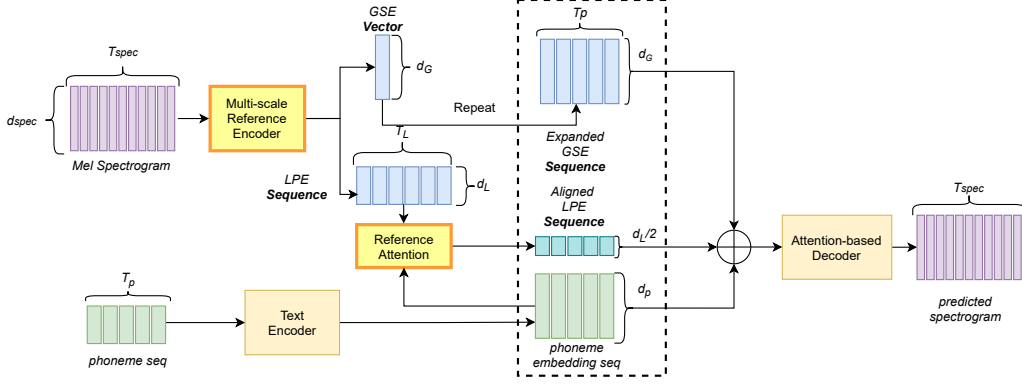 GSE
Vector
Tspec
dspec
Mel Spectrogram
Multi-scale
Reference
Encoder
dG
Repeat
TL
LPE
Sequence
dL
Reference
Attention
Tp
phoneme seq
Text
Encoder
Tp
dG
Expanded
GSE
Sequence
Aligned
LPE
Sequence
dL/2
dp
phoneme
embedding seq
Attention-based
Decoder
Tspec
predicted
spectrogram